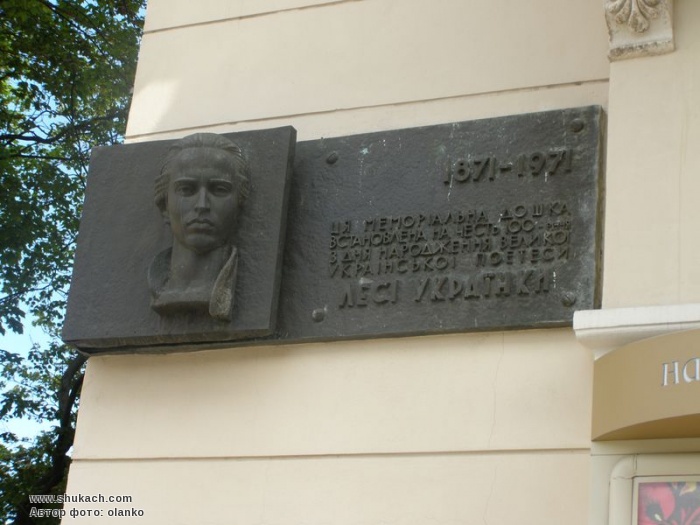 1871-1971
ЦЯ МЕМОРІАЛЬНА ДОШКА
ВСТАНОВЛЕНА НА ЧЕСТЬ 100-РІЧЧЯ
З ДНЯ НАРОДЖЕННЯ ВЕЛИКОЇ
УКРАЇНСЬКОЇ ПОЕТЕСИ
ЛЕСІ УКРАЇНКИ
на
www.shukach.com
Автор фото: olanko